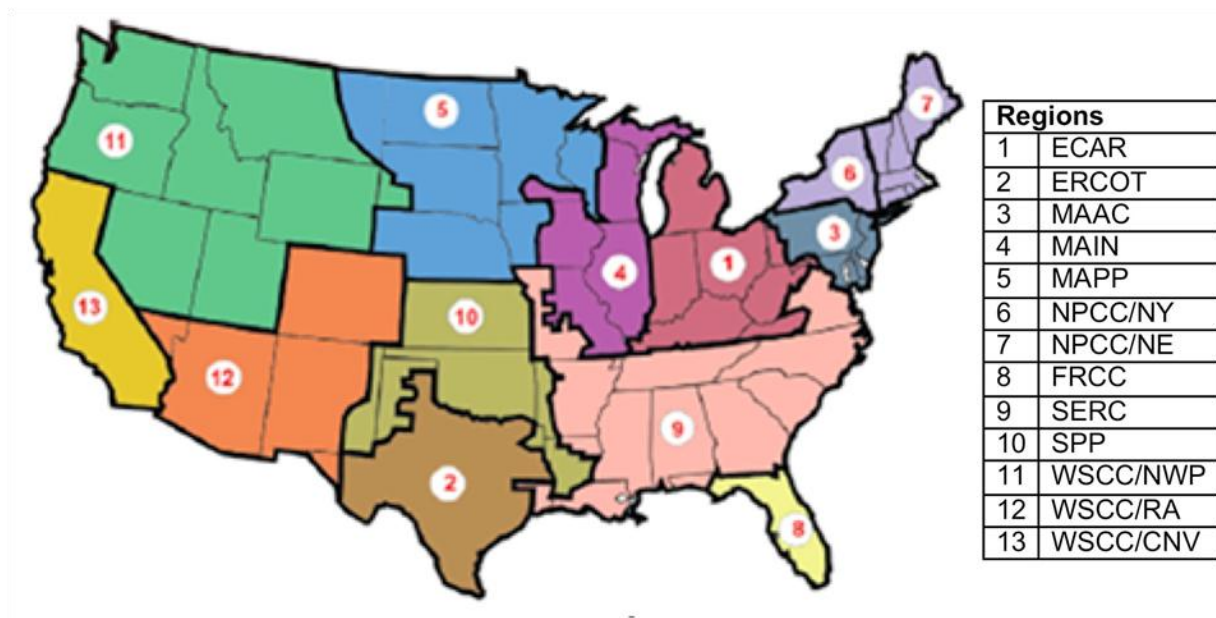 5
7
11
6
3
4
1
13
10
12
9
2
8
Regions
1 ECAR
2 ERCOT
3 MAAC
4 MAIN
5 MAPP
6 NPCC/NY
7 NPCC/NE
8 FRCC
9 SERC
10 SPP
11 WSCC/NWP
12 WSCC/RA
13 WSCC/CNV